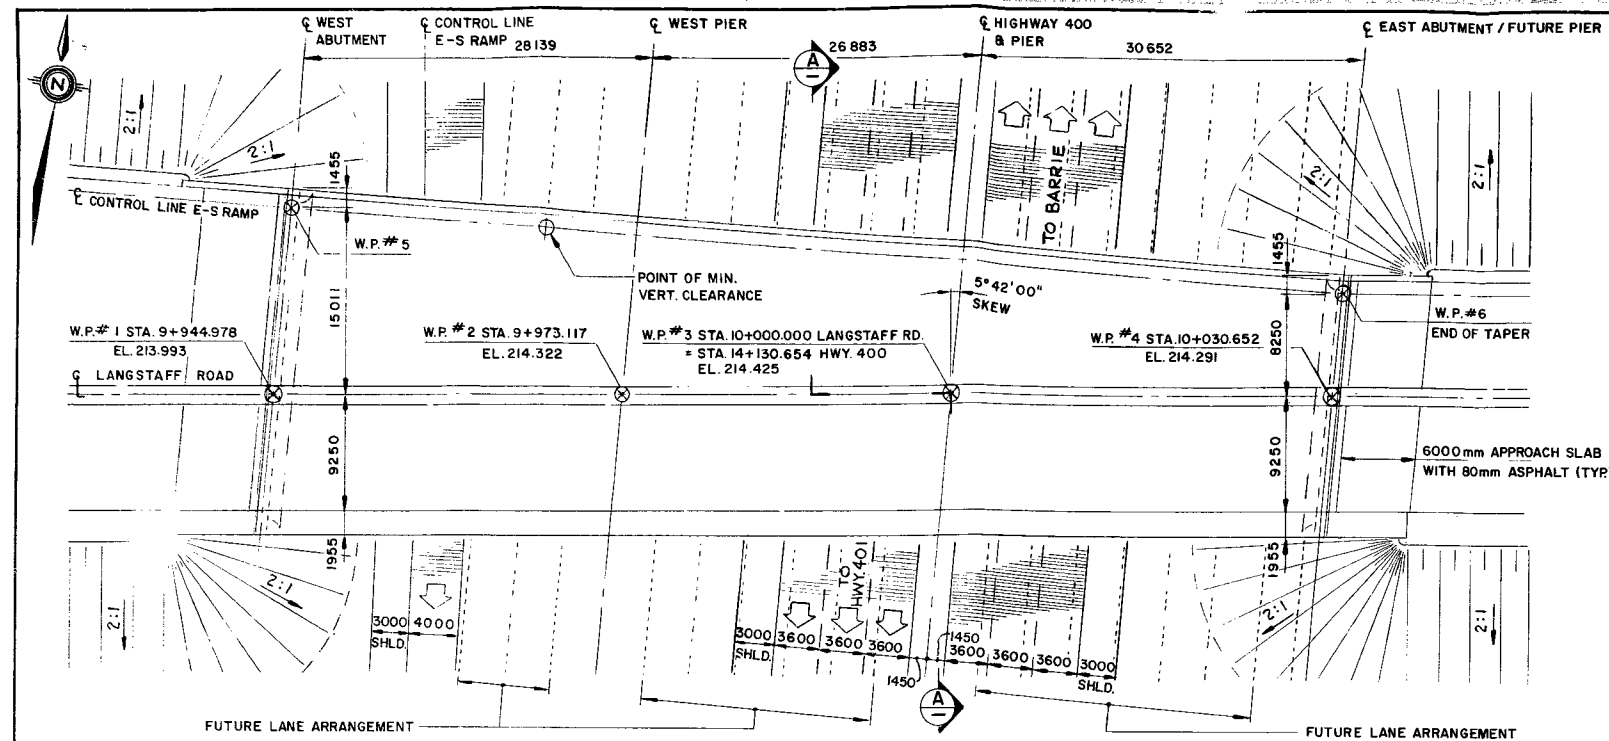 ℄ WEST
ABUTMENT
℄ CONTROL LINE
E-S RAMP
28139
℄ WEST PIER
A
26 883
℄ HIGHWAY 400
& PIER
30 652
℄ EAST ABUTMENT / FUTURE PIER
N
2:1
2:1
1455
TO BARRIE
2:1
2:1
℄ CONTROL LINE E-S RAMP
W.P. #5
POINT OF MIN.
VERT. CLEARANCE
15011
5°42'00"
SKEW
1455
W.P.#6
END OF TAPER
8250
W.P.# 1 STA. 9+944.978
EL. 213.993
W.P. #2 STA. 9+973.117
EL. 214.322
W.P. #3 STA. 10+000.000 LANGSTAFF RD.
= STA. 14+130.654 HWY. 400
EL. 214.425
W.P. #4 STA. 10+030.652
EL. 214.291
℄ LANGSTAFF ROAD
9250
9250
6000mm APPROACH SLAB
WITH 80mm ASPHALT (TYP.
1955
1955
2:1
2:1
TO
HWY. 401
2:1
2:1
3000 4000
SHLD.
3000 3600 3600 3600
SHLD.
1450
1450
3600 3600 3600 3000
SHLD.
A
FUTURE LANE ARRANGEMENT
FUTURE LANE ARRANGEMENT